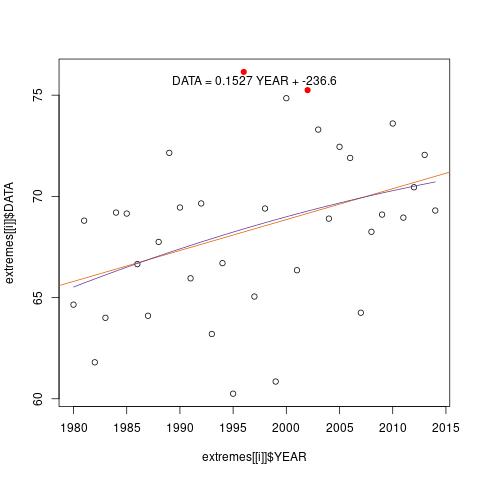 DATA = 0.1527 YEAR + -236.6
75
70
65
60
extremes[[i]]$DATA
1980 1985 1990 1995 2000 2005 2010 2015
extremes[[i]]$YEAR